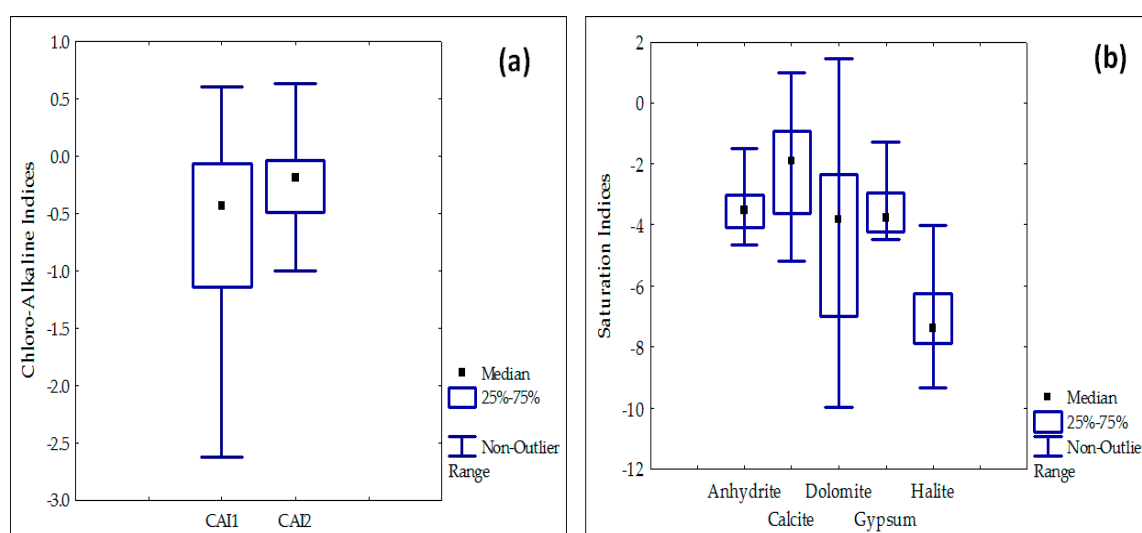 (a)
Chloro-Alkaline Indices
1.0
0.5
0.0
-0.5
-1.0
-1.5
-2.0
-2.5
-3.0
CAI1 CAI2
Median
25%-75%
Non-Outlier
Range
(b)
Saturation Indices
2
0
-2
-4
-6
-8
-10
-12
Anhydrite Dolomite Halite
Calcite Gypsum
Median
25%-75%
Non-Outlie
Range